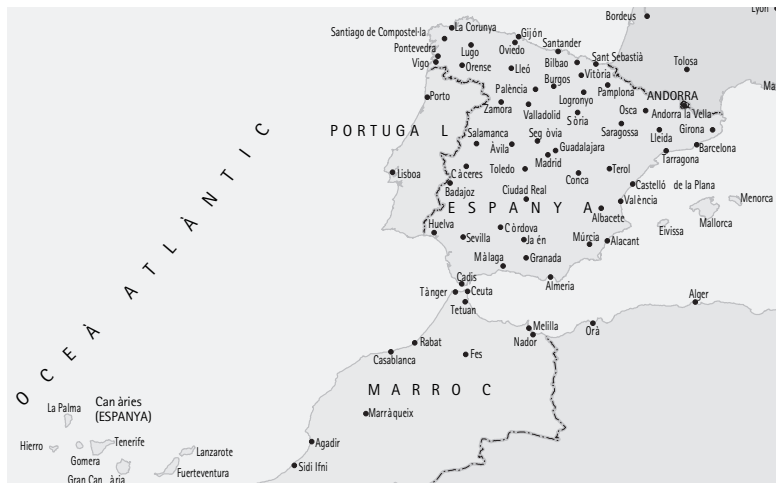 Bordeus
Lyon
Santiago de Compostel·la
La Corunya
Gijón
Pontevedra
Lugo
Oviedo
Santander
Vigo
Orense
Lleó
Bilbao
Sant Sebastià
Tolosa
Vitòria
Burgos
Palència
Pamplona
ANDORRA
Porto
Zamora
Valladolid
Logronyo
Osca
Andorra la Vella
Sòria
Girona
PORTUGAL
Salamanca
Segòvia
Saragossa
Lleida
Barcelona
Àvila
Guadalajara
Madrid
Tarragona
Lisboa
Càceres
Toledo
Conca
Terol
Badajoz
Ciudad Real
Castelló de la Plana
Menorca
ESPANYA
València
Albacete
Mallorca
Eivissa
Huelva
Còrdova
Sevilla
Jaén
Múrcia
Alacant
Màlaga
Granada
Cadis
Almeria
Tànger
Ceuta
Tetuan
Alger
Melilla
Orà
Nador
Rabat
Casablanca
Fes
MARROC
Marràqueix
OCEÀ ATLÀNTIC
Canàries
(ESPANYA)
La Palma
Hierro
Tenerife
Gomera
Lanzarote
Agadir
Sidi Ifni
Fuerteventura
Gran Canària